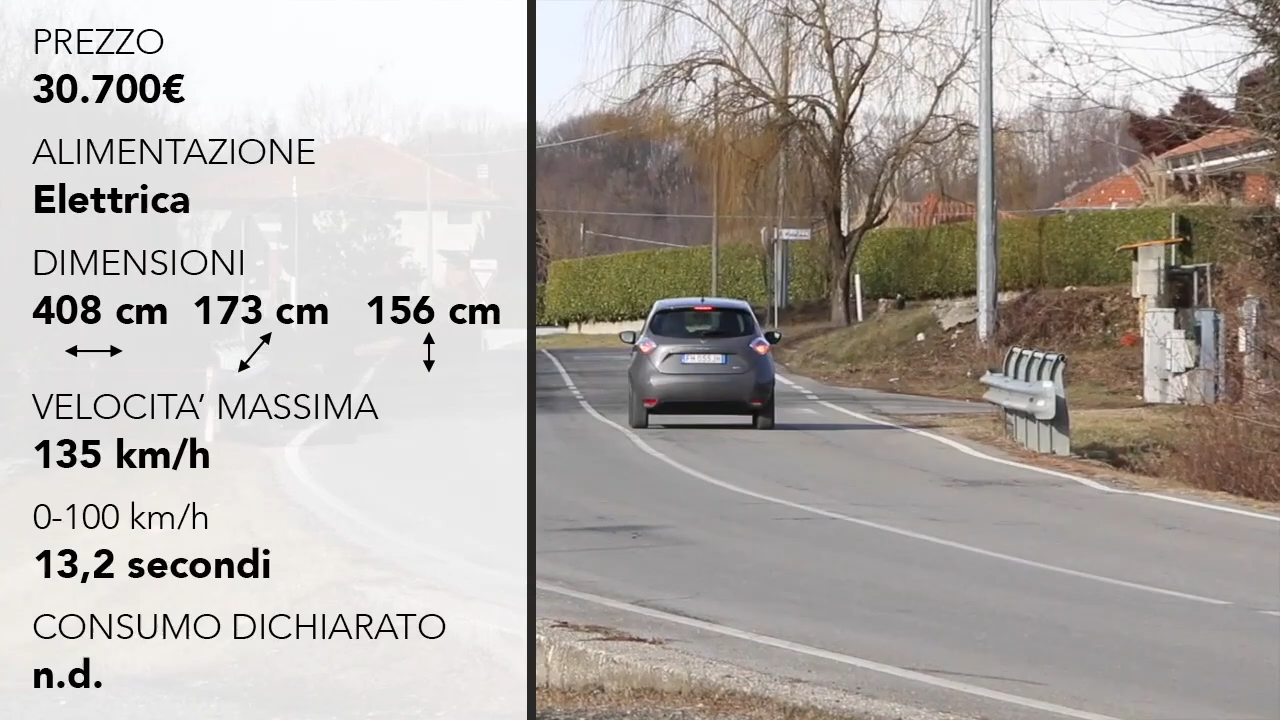 PREZZO
30.700€
ALIMENTAZIONE
Elettrica
DIMENSIONI
408 cm 173 cm 156 cm
VELOCITA’ MASSIMA
135 km/h
0-100 km/h
13,2 secondi
CONSUMO DICHIARATO
n.d.